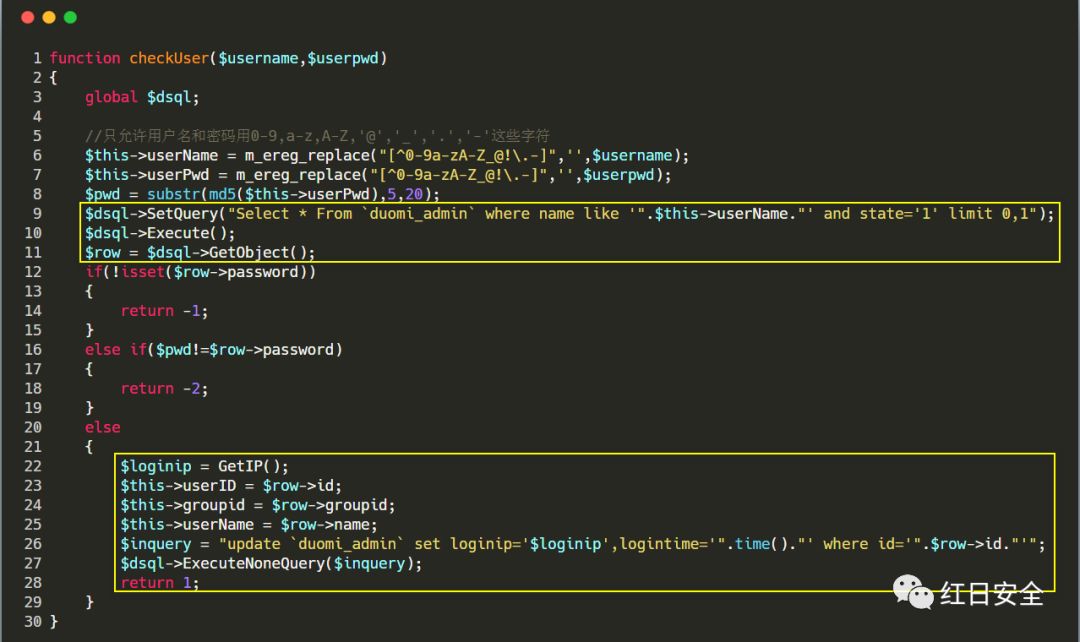 1 function checkUser($username,$userpwd)
2 {
3     global $dsql;
4
5     //只允许用户名和密码用0-9,a-z,A-Z,'@','_','.','-'这些字符
6     $this->userName = m_ereg_replace("[^0-9a-zA-Z_@!\.-]",'',$username);
7     $this->userPwd = m_ereg_replace("[^0-9a-zA-Z_@!\.-]",'',$userpwd);
8     $pwd = substr(md5($this->userPwd),5,20);
9     $dsql->SetQuery("Select * From `duomi_admin` where name like '".$this->userName."' and state='1' limit 0,1");
10     $dsql->Execute();
11     $row = $dsql->GetObject();
12     if(!isset($row->password))
13     {
14         return -1;
15     }
16     else if($pwd!=$row->password)
17     {
18         return -2;
19     }
20     else
21     {
22         $loginip = GetIP();
23         $this->userID = $row->id;
24         $this->groupid = $row->groupid;
25         $this->userName = $row->name;
26         $inquery = "update `duomi_admin` set loginip='$loginip',logintime='".time()."' where id='".$row->id."'";
27         $dsql->ExecuteNoneQuery($inquery);
28         return 1;
29     }
30 }
红日安全